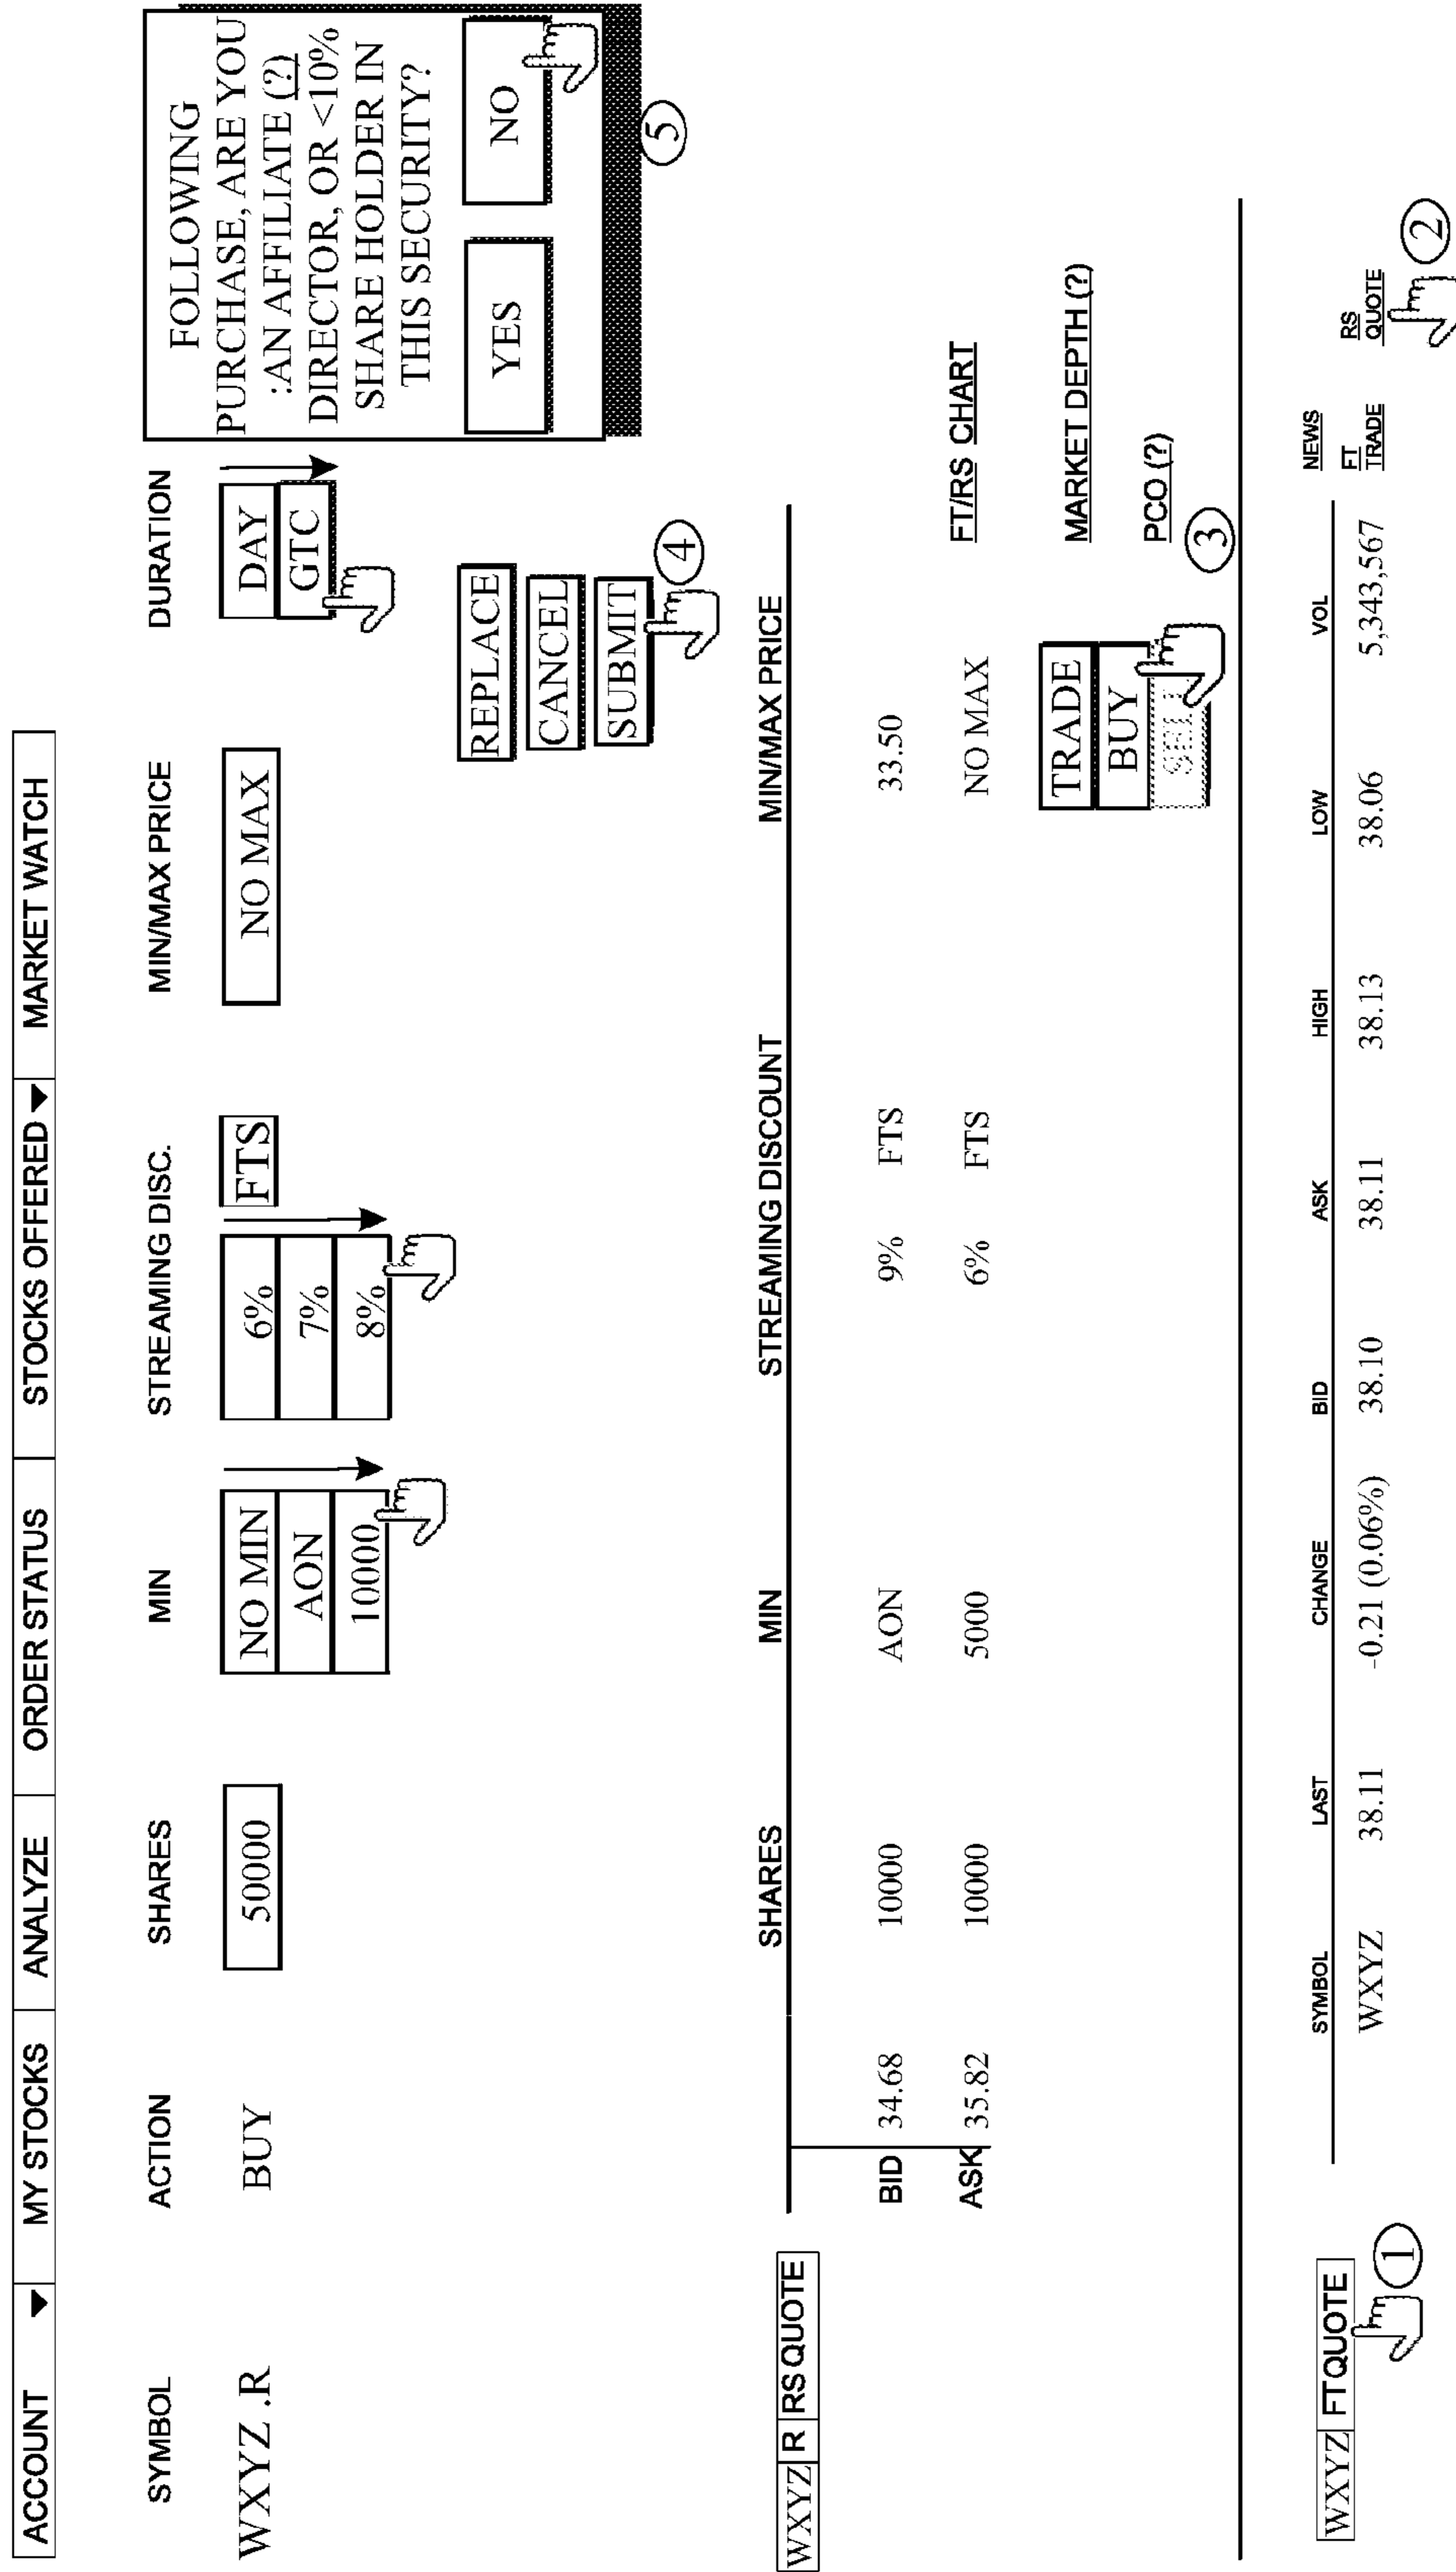 ACCOUNT MY STOCKS ANALYZE ORDER STATUS STOCKS OFFERED MARKET WATCH
SYMBOL ACTION SHARES MIN STREAMING DISC. MIN/MAX PRICE DURATION
WXYZ .R BUY 50000 NO MIN 6% FTS NO MAX DAY
AON 7% GTC
10000 8%
REPLACE
CANCEL
SUBMIT
4
FOLLOWING
PURCHASE, ARE YOU
:AN AFFILIATE (?)
DIRECTOR, OR <10%
SHARE HOLDER IN
THIS SECURITY?
YES NO
5
WXYZ R RS QUOTE SHARES MIN STREAMING DISCOUNT MIN/MAX PRICE
BID 34.68 10000 AON 9% FTS 33.50
ASK 35.82 10000 5000 6% FTS NO MAX FT/RS CHART
TRADE MARKET DEPTH (?)
BUY PCO (?)
SELL
3
WXYZ FT QUOTE SYMBOL LAST CHANGE BID ASK HIGH LOW VOL NEWS
WXYZ 38.11 -0.21 (0.06%) 38.10 38.11 38.13 38.06 5,343,567 FT TRADE RS QUOTE
1
2